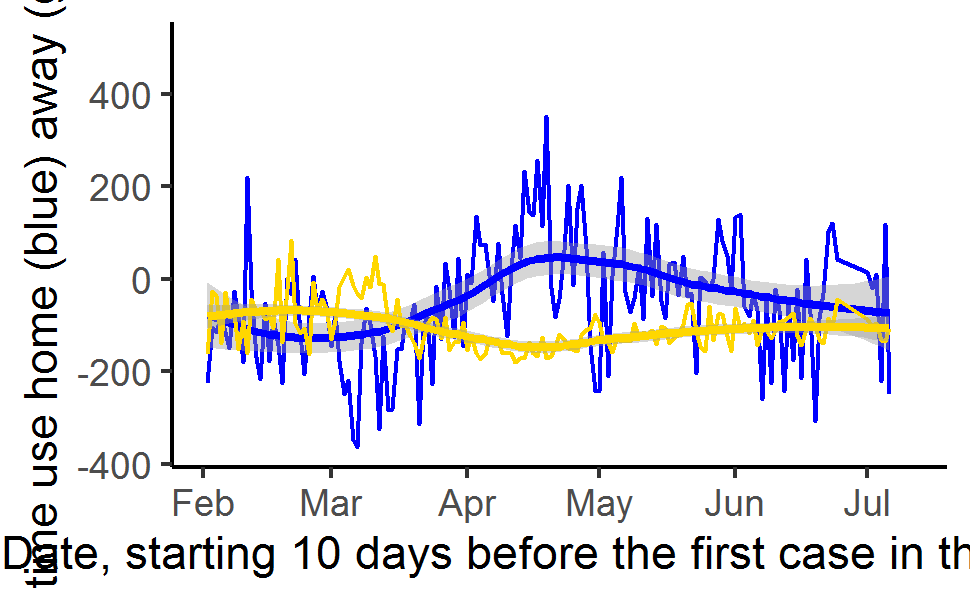 time use home (blue) away (
400
200
0
-200
-400
Feb Mar Apr May Jun Jul
Date, starting 10 days before the first case in th